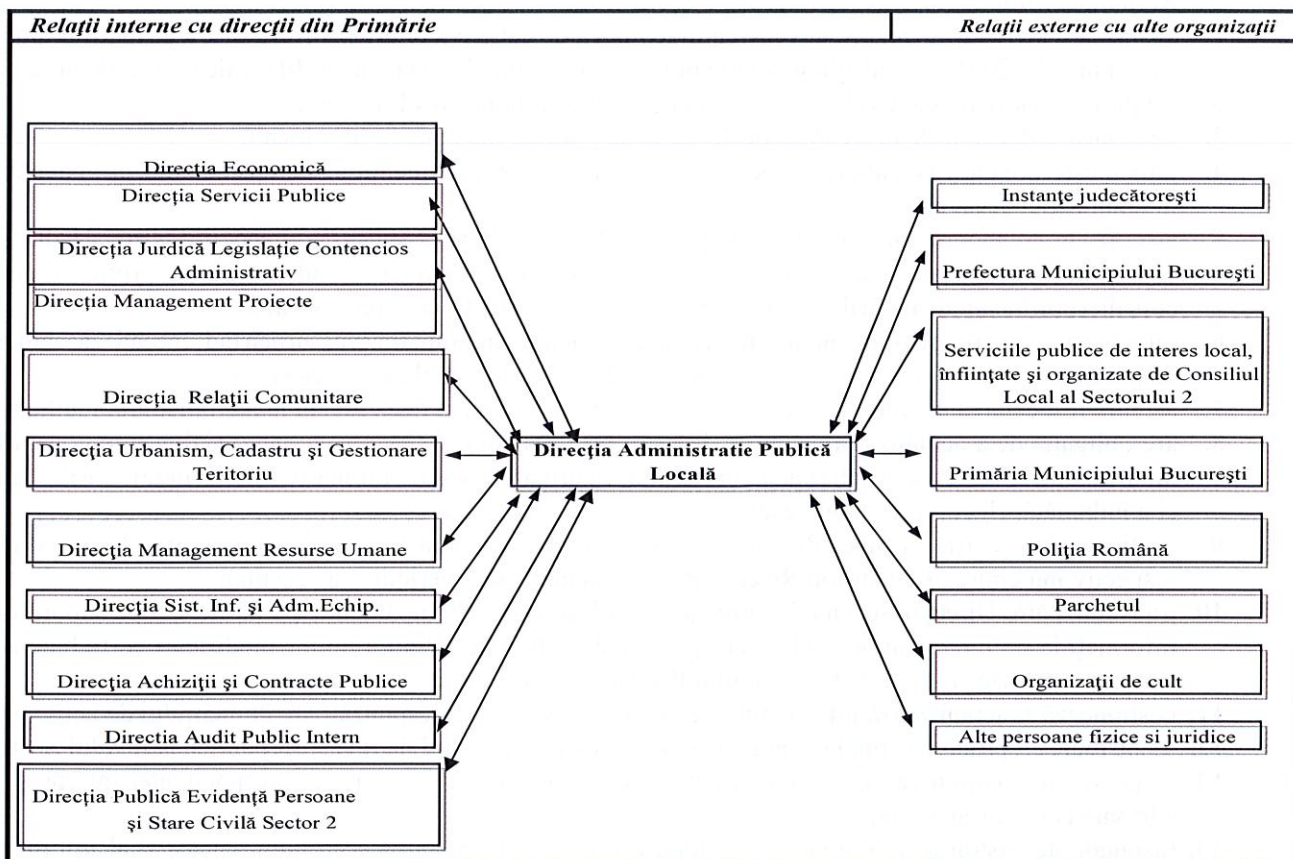 Relaţii interne cu direcţii din Primărie
Relaţii externe cu alte organizaţii
Direcţia Economică
Direcţia Servicii Publice
Direcţia Jurdică Legislaţie Contencios
Administrativ
Direcţia Management Proiecte
Direcţia Relaţii Comunitare
Direcţia Urbanism, Cadastru şi Gestionare
Teritoriu
Direcţia Management Resurse Umane
Direcţia Sist. Inf. şi Adm.Echip.
Direcţia Achiziţii şi Contracte Publice
Directia Audit Public Intern
Direcţia Publică Evidenţă Persoane
şi Stare Civilă Sector 2
Direcţia Administratie Publică
Locală
Instanţe judecătoreşti
Prefectura Municipiului Bucureşti
Serviciile publice de interes local,
înfiinţate şi organizate de Consiliul
Local al Sectorului 2
Primăria Municipiului Bucureşti
Poliţia Română
Parchetul
Organizaţii de cult
Alte persoane fizice si juridice